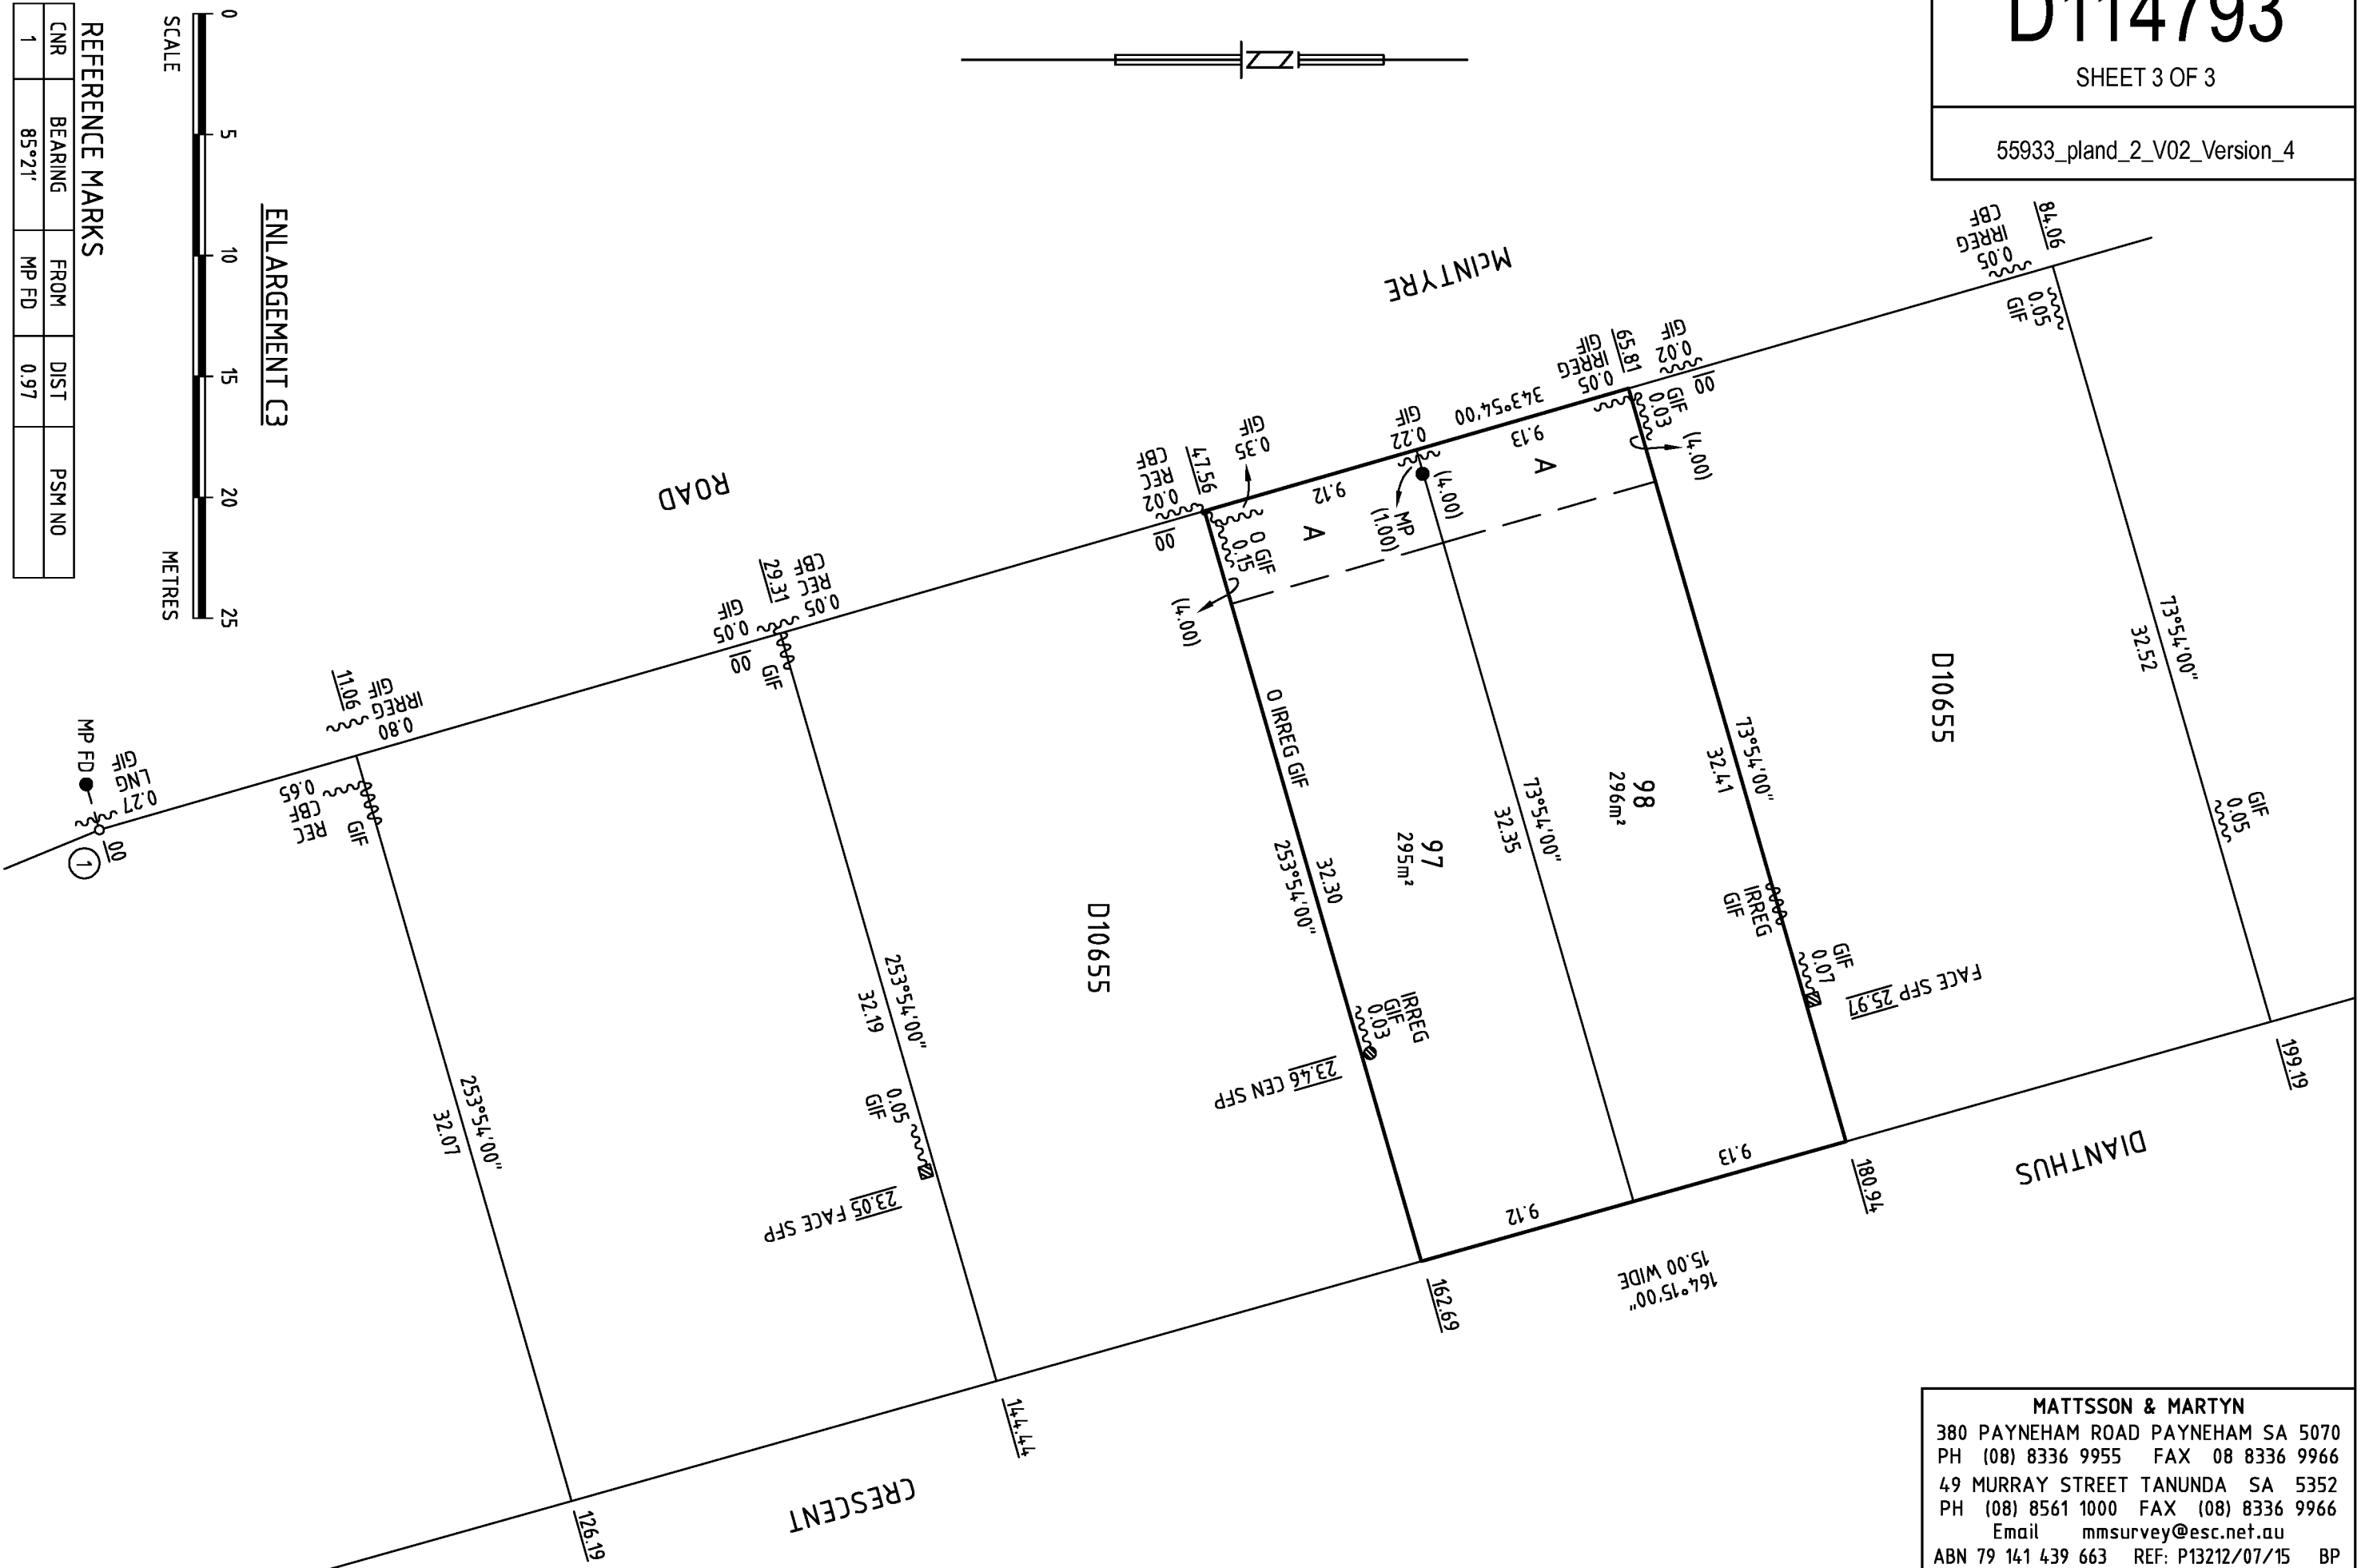 D114793
SHEET 3 OF 3
55933_pland_2_V02_Version_4
REFERENCE MARKS
CNR BEARING FROM DIST PSM NO
1 85°21' MP FD 0.97
SCALE
0 5 10 15 20 25
METRES
ENLARGEMENT C3
McINTYRE
ROAD
84.06
0.05
IRREG
CBF
0.05
GIF
73°54'00"
32.52
GIF
0.05
199.19
D10655
65.81
0.02
GIF
00
0.05
IRREG
GIF
GIF
0.03
(4.00)
343°54'00
9.13
A
73°54'00"
32.41
98
296m²
IRREG
GIF
GIF
0.07
FACE SFP 25.97
180.94
DIANTHUS
0.22
GIF
MP
(1.00)
(4.00)
73°54'00"
32.35
9.12
A
0.35
GIF
47.56
0.02
REC
CBF
00
0 GIF
0.15
(4.00)
0 IRREG GIF
97
295m²
32.30
253°54'00"
IRREG
GIF
0.03
23.46 CEN SFP
9.13
9.12
164°15'00"
15.00 WIDE
162.69
D10655
29.31
0.05
REC
CBF
0.05
GIF
00
GIF
253°54'00"
32.19
0.05
GIF
23.05 FACE SFP
144.44
11.06
0.80
IRREG
GIF
0.65
CBF
REC
GIF
253°54'00"
32.07
126.19
CRESCENT
MP FD
0.27
LNG
GIF
00
1
MATTSSON & MARTYN
380 PAYNEHAM ROAD PAYNEHAM SA 5070
PH (08) 8336 9955 FAX 08 8336 9966
49 MURRAY STREET TANUNDA SA 5352
PH (08) 8561 1000 FAX (08) 8336 9966
Email mmsurvey@esc.net.au
ABN 79 141 439 663 REF: P13212/07/15 BP